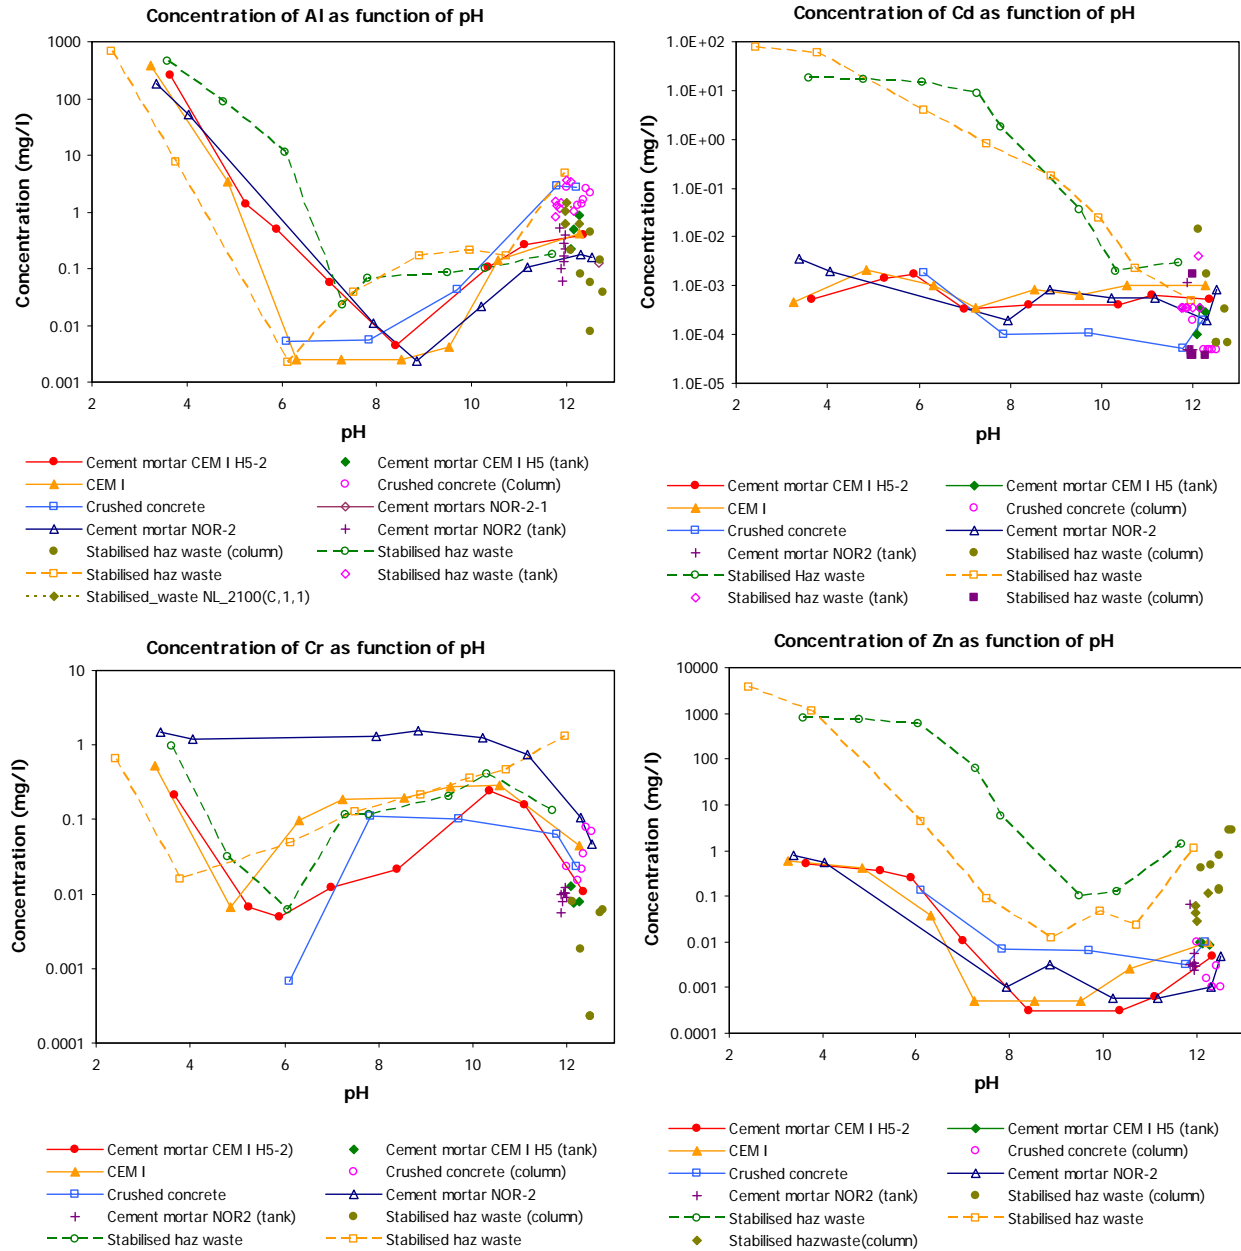 Concentration of Al as function of pH
Concentration (mg/l)
1000
100
10
1
0.1
0.01
0.001
2 4 6 8 10 12
pH
Cement mortar CEM I H5-2
Cement mortar CEM I H5 (tank)
CEM I
Crushed concrete (Column)
Crushed concrete
Cement mortars NOR-2-1
Cement mortar NOR-2
Cement mortar NOR2 (tank)
Stabilised haz waste (column)
Stabilised haz waste
Stabilised haz waste
Stabilised haz waste (tank)
Stabilised_waste NL_2100(C,1,1)
Concentration of Cd as function of pH
Concentration (mg/l)
1.0E+02
1.0E+01
1.0E+00
1.0E-01
1.0E-02
1.0E-03
1.0E-04
1.0E-05
2 4 6 8 10 12
pH
Cement mortar CEM I H5-2
Cement mortar CEM I H5 (tank)
CEM I
Crushed concrete (column)
Crushed concrete
Cement mortar NOR-2
Cement mortar NOR2 (tank)
Stabilised haz waste (column)
Stabilised Haz waste
Stabilised haz waste
Stabilised haz waste (tank)
Stabilised haz waste (column)
Concentration of Cr as function of pH
Concentration (mg/l)
10
1
0.1
0.01
0.001
0.0001
2 4 6 8 10 12
pH
Cement mortar CEM I H5-2)
Cement mortar CEM I H5 (tank)
CEM I
Crushed concrete (column)
Crushed concrete
Cement mortar NOR-2
Cement mortar NOR2 (tank)
Stabilised haz waste (column)
Stabilised haz waste
Stabilised haz waste
Concentration of Zn as function of pH
Concentration (mg/l)
10000
1000
100
10
1
0.1
0.01
0.001
0.0001
2 4 6 8 10 12
pH
Cement mortar CEM I H5-2
Cement mortar CEM I H5 (tank)
CEM I
Crushed concrete (column)
Crushed concrete
Cement mortar NOR-2
Cement mortar NOR2 (tank)
Stabilised haz waste (column)
Stabilised haz waste
Stabilised haz waste
Stabilised hazwaste(column)